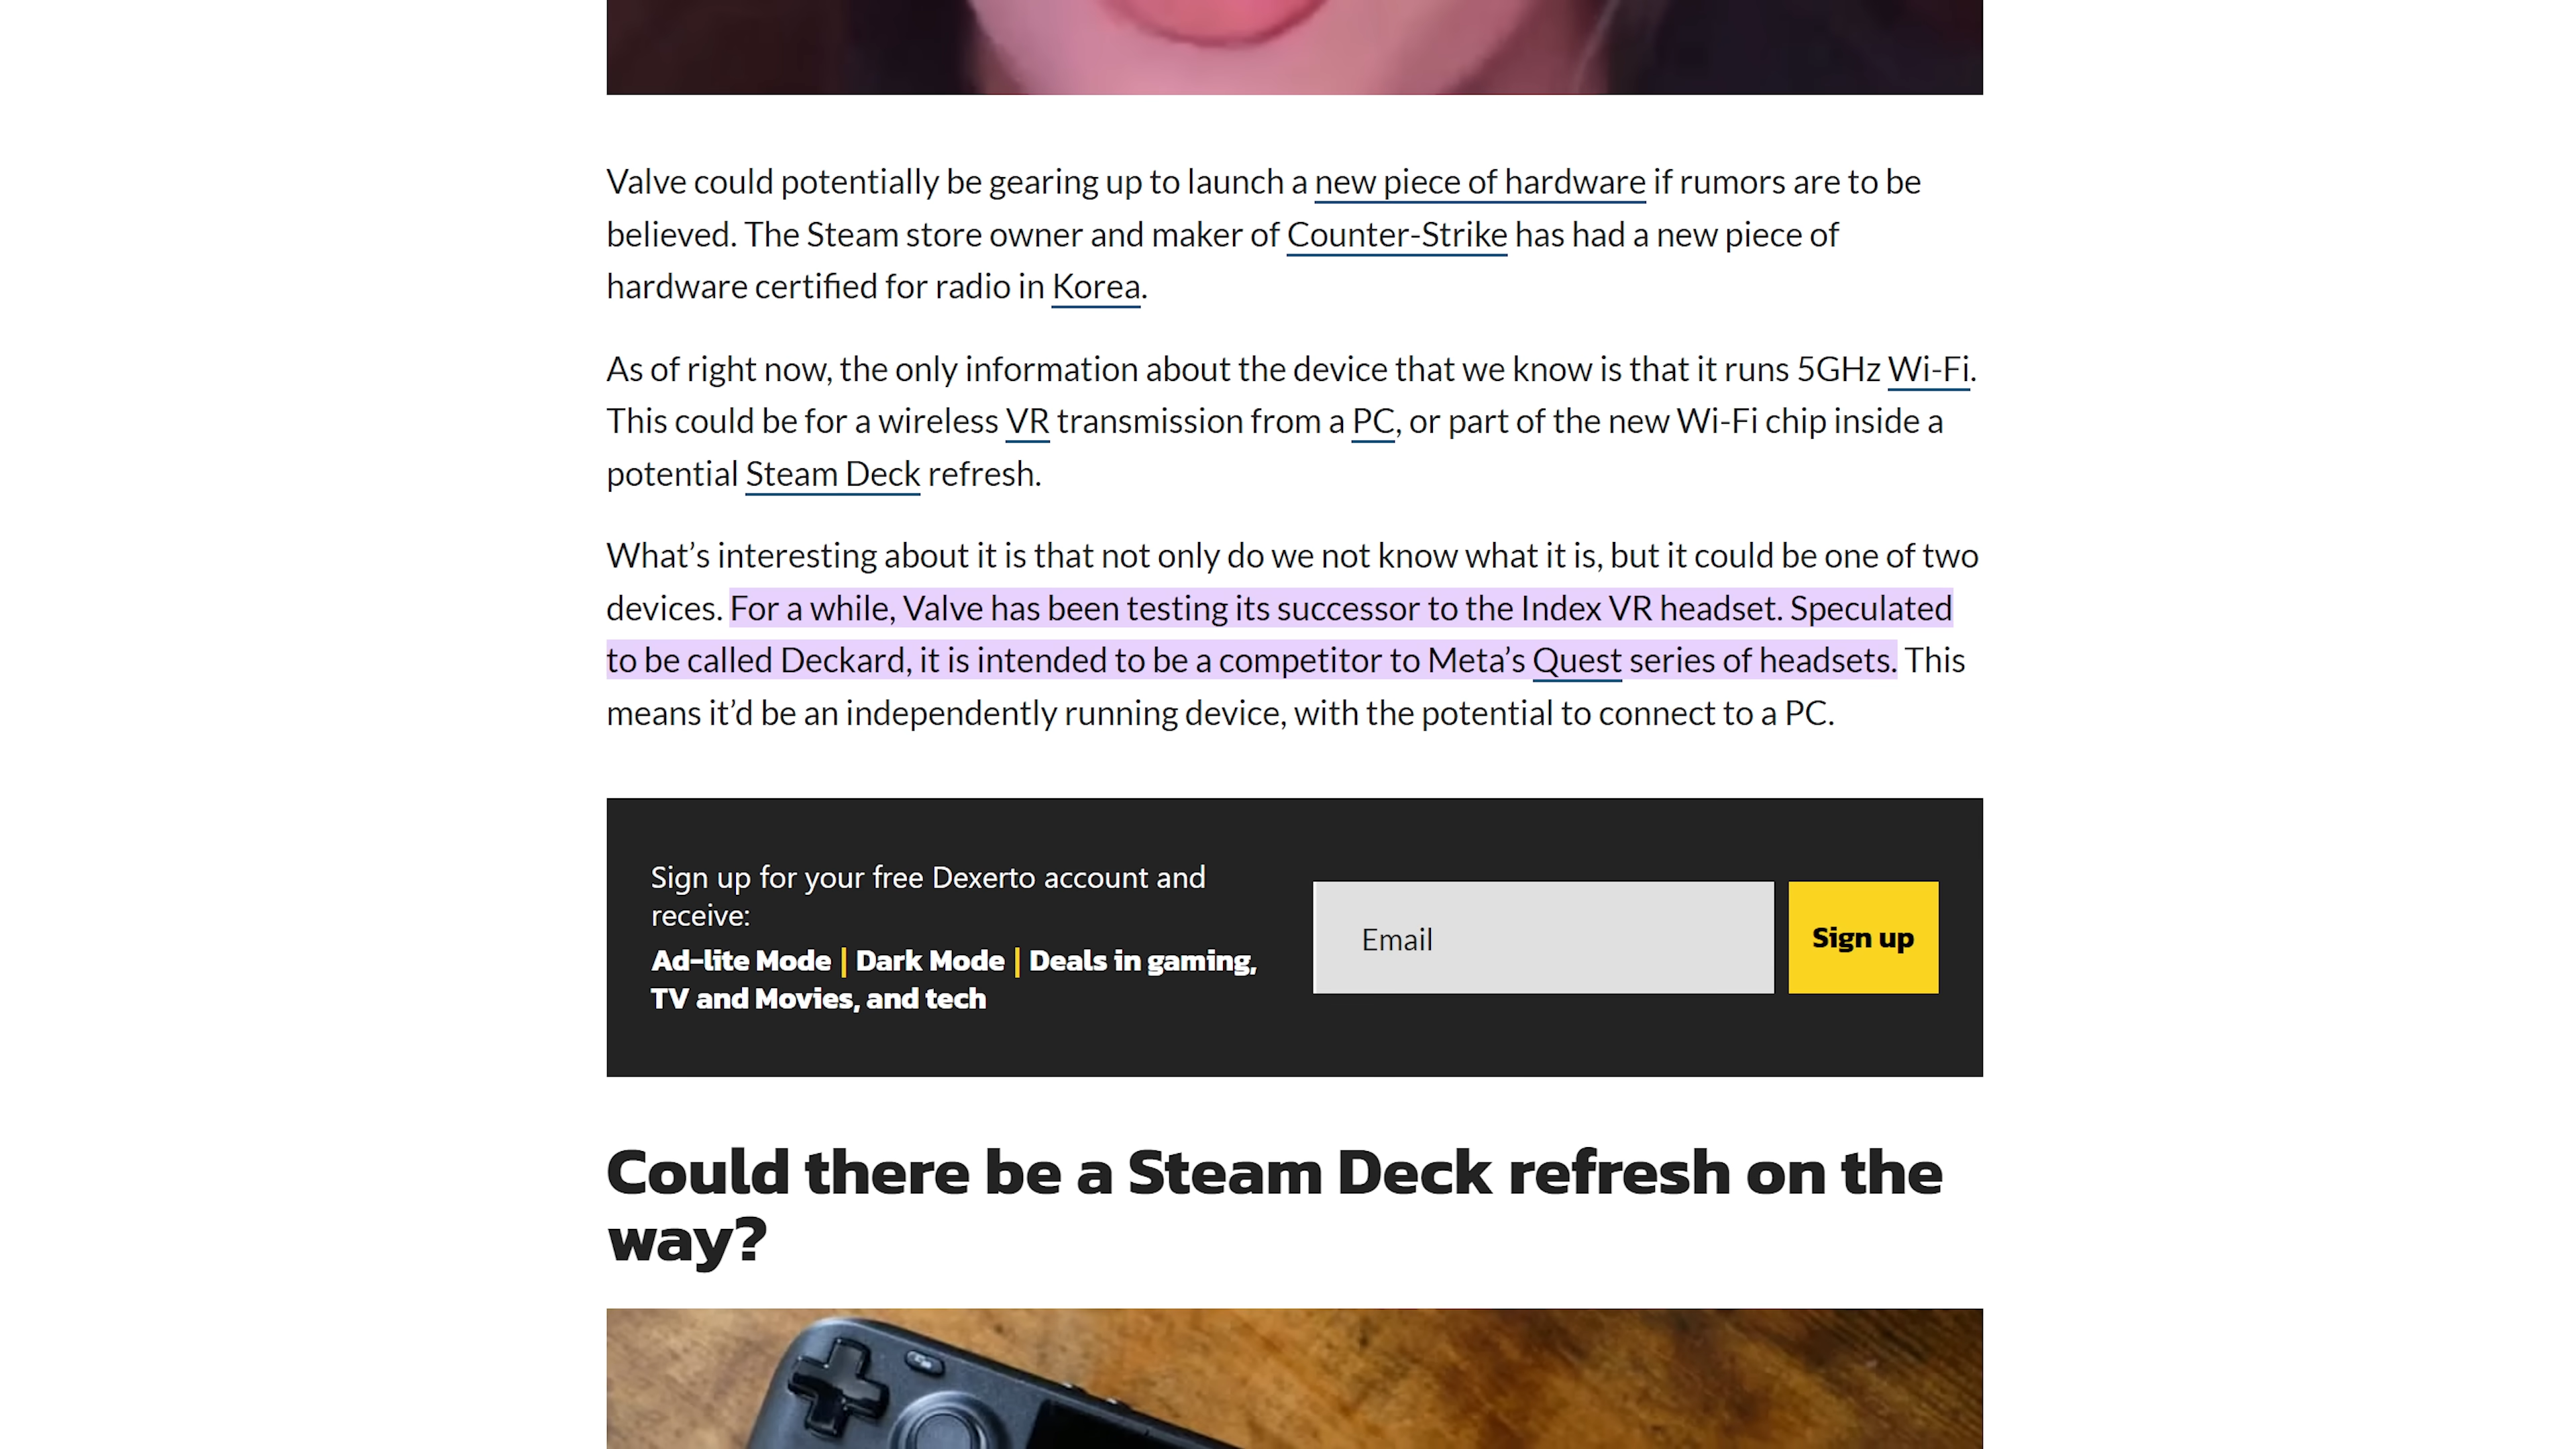 Valve could potentially be gearing up to launch a new piece of hardware if rumors are to be
believed. The Steam store owner and maker of Counter-Strike has had a new piece of
hardware certified for radio in Korea.
As of right now, the only information about the device that we know is that it runs 5GHz Wi-Fi.
This could be for a wireless VR transmission from a PC, or part of the new Wi-Fi chip inside a
potential Steam Deck refresh.
What’s interesting about it is that not only do we not know what it is, but it could be one of two
devices. For a while, Valve has been testing its successor to the Index VR headset. Speculated
to be called Deckard, it is intended to be a competitor to Meta’s Quest series of headsets. This
means it’d be an independently running device, with the potential to connect to a PC.
Sign up for your free Dexerto account and
receive:
Ad-lite Mode | Dark Mode | Deals in gaming,
TV and Movies, and tech
Email
Sign up
Could there be a Steam Deck refresh on the
way?